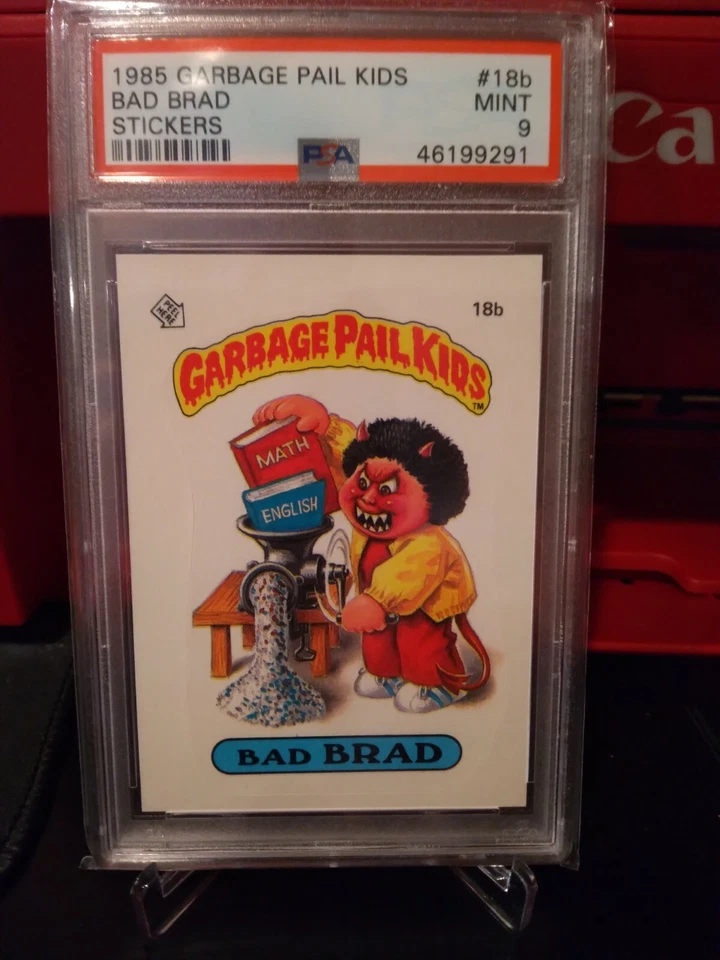 1985 GARBAGE PAIL KIDS #18b
BAD BRAD MINT
STICKERS 9
PSA 46199291
Ca
PEEL HERE
18b
GARBAGE PAIL KIDS
TM
MATH
ENGLISH
BAD BRAD